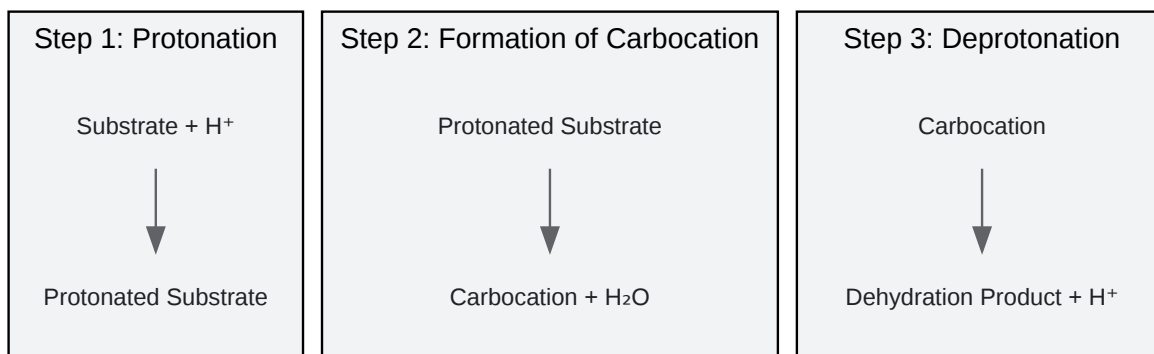 Step 1: Protonation
Substrate + H⁺
Protonated Substrate
Step 2: Formation of Carbocation
Protonated Substrate
Carbocation + H₂O
Step 3: Deprotonation
Carbocation
Dehydration Product + H⁺